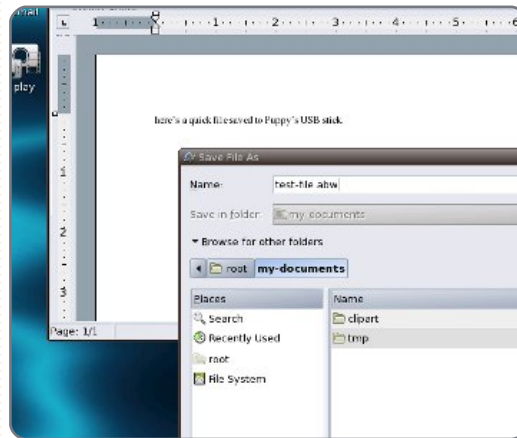 play
1 1 2 3 4 5 6
here's a quick file saved to Puppy's USB stick.
1
2
3
Page: 1/1
Save File As
Name: test-file.abw
Save in folder: my-documents
Browse for other folders
root my-documents
Places Name
Search clipart
Recently Used tmp
root
File System